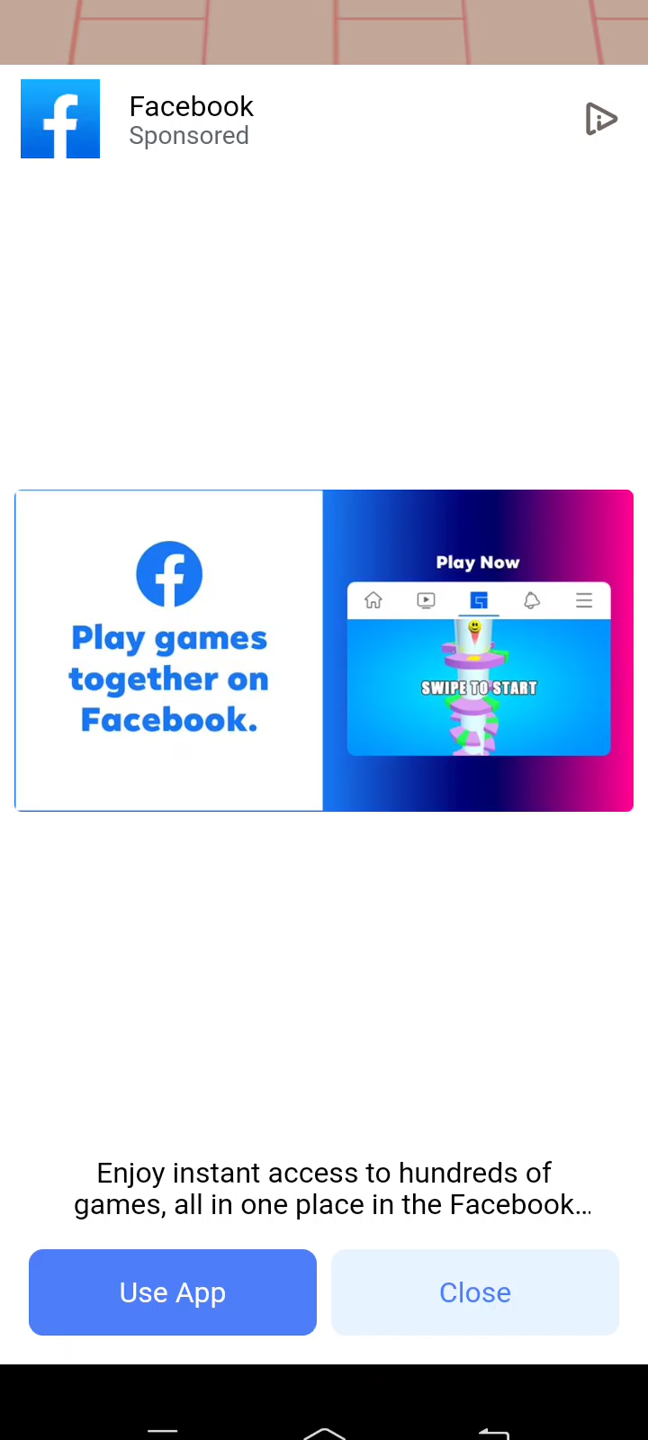 Facebook
Sponsored
Play games
together on
Facebook.
Play Now
SWIPE TO START
Enjoy instant access to hundreds of
games, all in one place in the Facebook...
Use App
Close